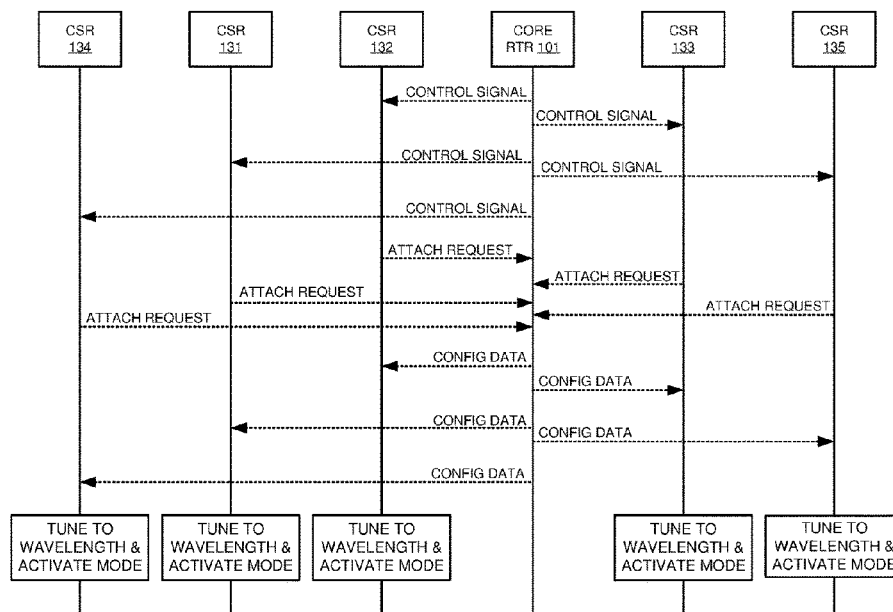 CSR
134
CSR
131
CSR
132
CORE
RTR 101
CSR
133
CSR
135
CONTROL SIGNAL
CONTROL SIGNAL
CONTROL SIGNAL
CONTROL SIGNAL
CONTROL SIGNAL
ATTACH REQUEST
ATTACH REQUEST
ATTACH REQUEST
ATTACH REQUEST
ATTACH REQUEST
CONFIG DATA
CONFIG DATA
CONFIG DATA
CONFIG DATA
CONFIG DATA
TUNE TO
WAVELENGTH &
ACTIVATE MODE
TUNE TO
WAVELENGTH &
ACTIVATE MODE
TUNE TO
WAVELENGTH &
ACTIVATE MODE
TUNE TO
WAVELENGTH &
ACTIVATE MODE
TUNE TO
WAVELENGTH &
ACTIVATE MODE